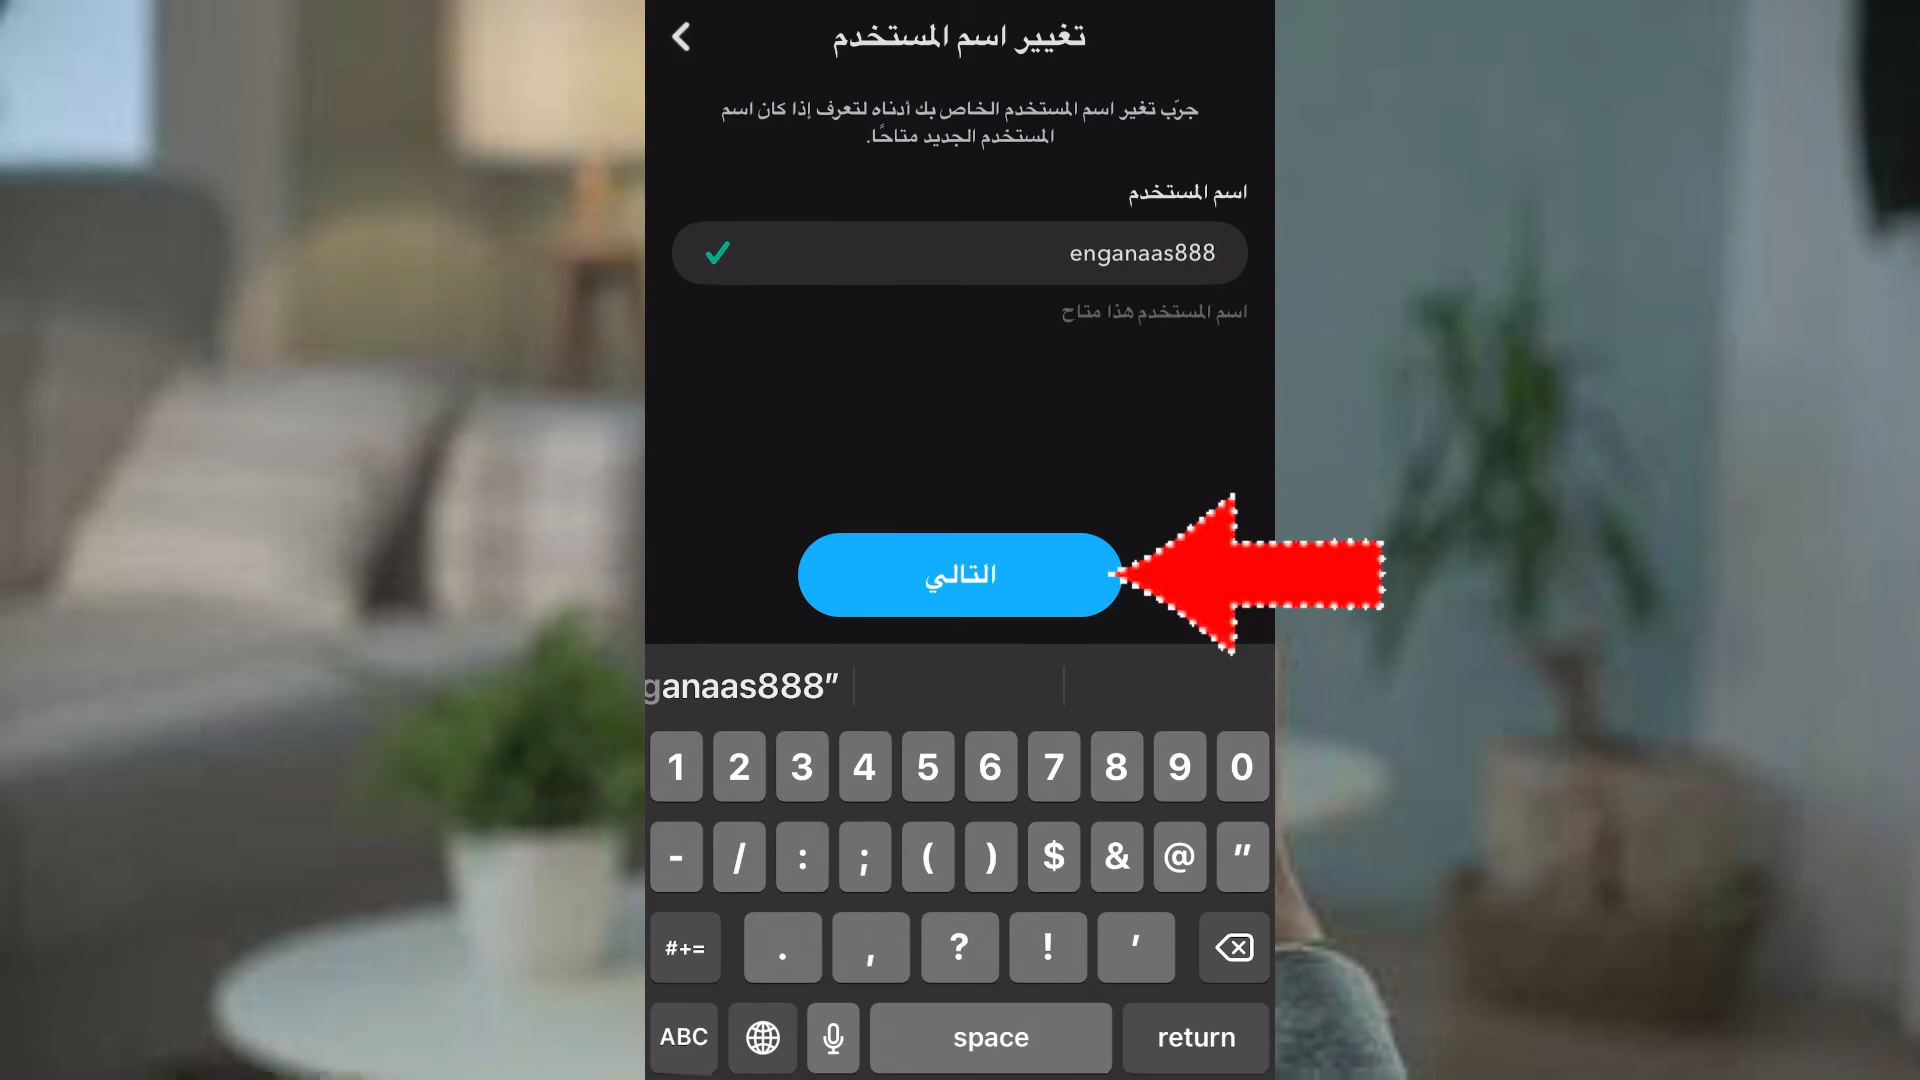 تغيير اسم المستخدم
جرّب تغير اسم المستخدم الخاص بك أدناه لتعرف إذا كان اسم
المستخدم الجديد متاحًا.
اسم المستخدم
enganaas888
اسم المستخدم هذا متاح
التالي
ganaas888”
1 2 3 4 5 6 7 8 9 0
- / : ; ( ) $ & @ "
#+= . , ? ! '
ABC space return